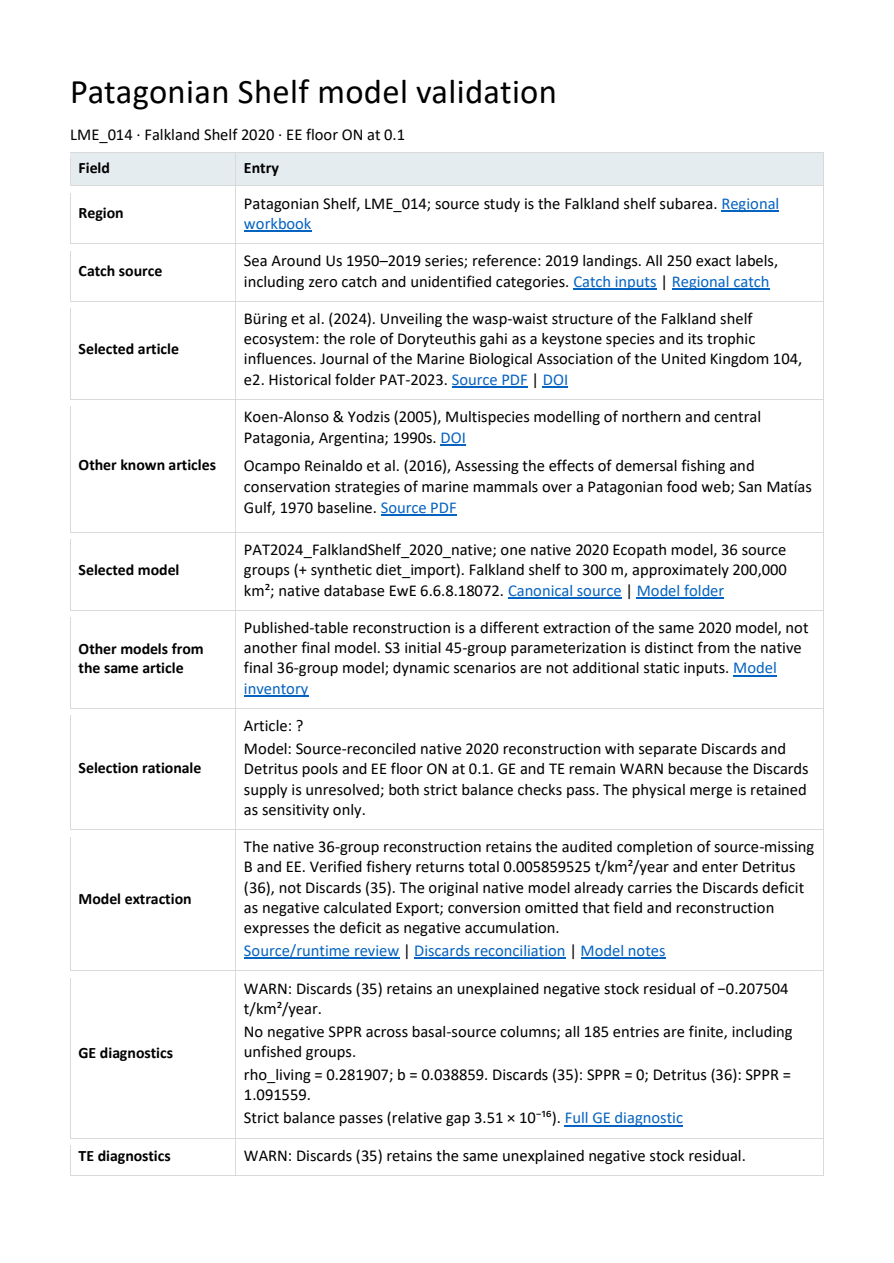 Patagonian Shelf model validation
LME_014 · Falkland Shelf 2020 · EE floor ON at 0.1
Field
Entry
Region
Patagonian Shelf, LME_014; source study is the Falkland shelf subarea. Regional
workbook
Catch source
Sea Around Us 1950–2019 series; reference: 2019 landings. All 250 exact labels,
including zero catch and unidentified categories. Catch inputs | Regional catch
Selected article
Büring et al. (2024). Unveiling the wasp-waist structure of the Falkland shelf
ecosystem: the role of Doryteuthis gahi as a keystone species and its trophic
influences. Journal of the Marine Biological Association of the United Kingdom 104,
e2. Historical folder PAT-2023. Source PDF | DOI
Other known articles
Koen-Alonso & Yodzis (2005), Multispecies modelling of northern and central
Patagonia, Argentina; 1990s. DOI
Ocampo Reinaldo et al. (2016), Assessing the effects of demersal fishing and
conservation strategies of marine mammals over a Patagonian food web; San Matías
Gulf, 1970 baseline. Source PDF
Selected model
PAT2024_FalklandShelf_2020_native; one native 2020 Ecopath model, 36 source
groups (+ synthetic diet_import). Falkland shelf to 300 m, approximately 200,000
km²; native database EwE 6.6.8.18072. Canonical source | Model folder
Other models from
the same article
Published-table reconstruction is a different extraction of the same 2020 model, not
another final model. S3 initial 45-group parameterization is distinct from the native
final 36-group model; dynamic scenarios are not additional static inputs. Model
inventory
Selection rationale
Article: ?
Model: Source-reconciled native 2020 reconstruction with separate Discards and
Detritus pools and EE floor ON at 0.1. GE and TE remain WARN because the Discards
supply is unresolved; both strict balance checks pass. The physical merge is retained
as sensitivity only.
Model extraction
The native 36-group reconstruction retains the audited completion of source-missing
B and EE. Verified fishery returns total 0.005859525 t/km²/year and enter Detritus
(36), not Discards (35). The original native model already carries the Discards deficit
as negative calculated Export; conversion omitted that field and reconstruction
expresses the deficit as negative accumulation.
Source/runtime review | Discards reconciliation | Model notes
GE diagnostics
WARN: Discards (35) retains an unexplained negative stock residual of −0.207504
t/km²/year.
No negative SPPR across basal-source columns; all 185 entries are finite, including
unfished groups.
rho_living = 0.281907; b = 0.038859. Discards (35): SPPR = 0; Detritus (36): SPPR =
1.091559.
Strict balance passes (relative gap 3.51 × 10⁻¹⁶). Full GE diagnostic
TE diagnostics
WARN: Discards (35) retains the same unexplained negative stock residual.